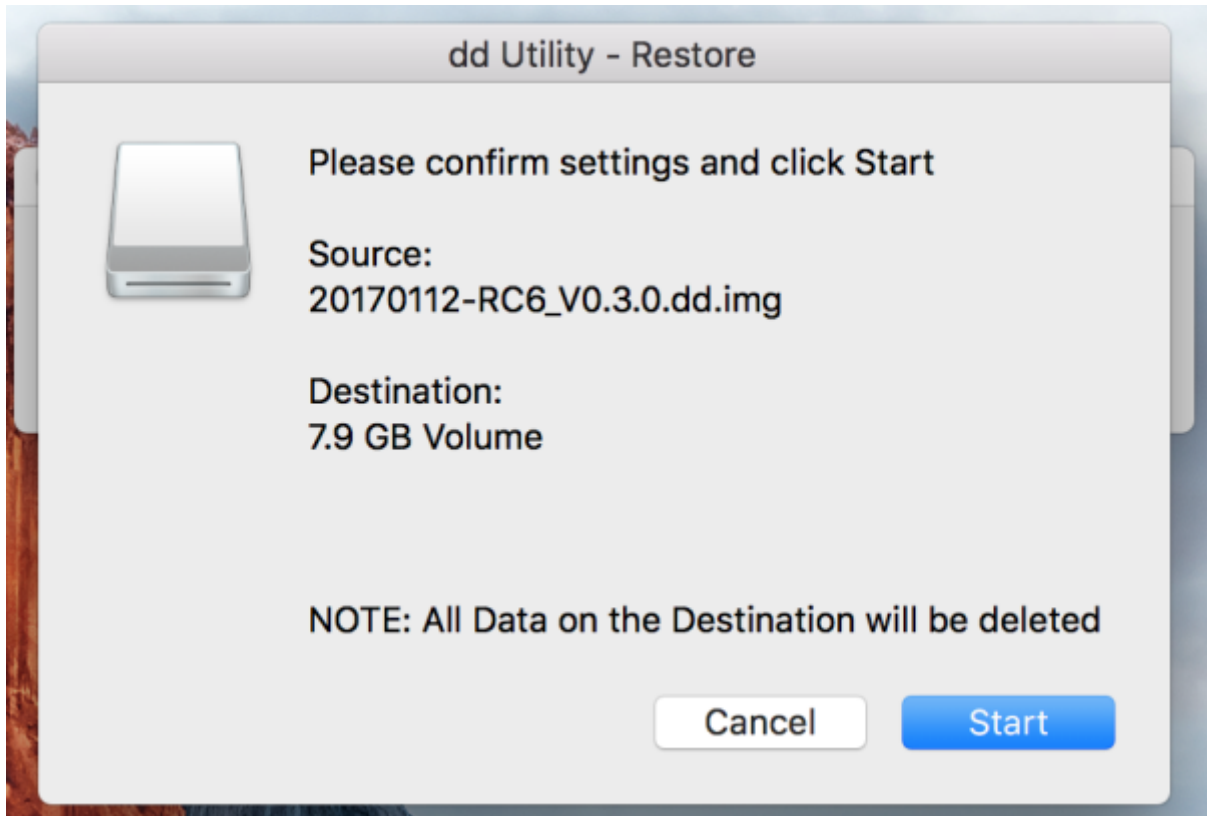 dd Utility - Restore
Please confirm settings and click Start
Source:
20170112-RC6_V0.3.0.dd.img
Destination:
7.9 GB Volume
NOTE: All Data on the Destination will be deleted
Cancel
Start